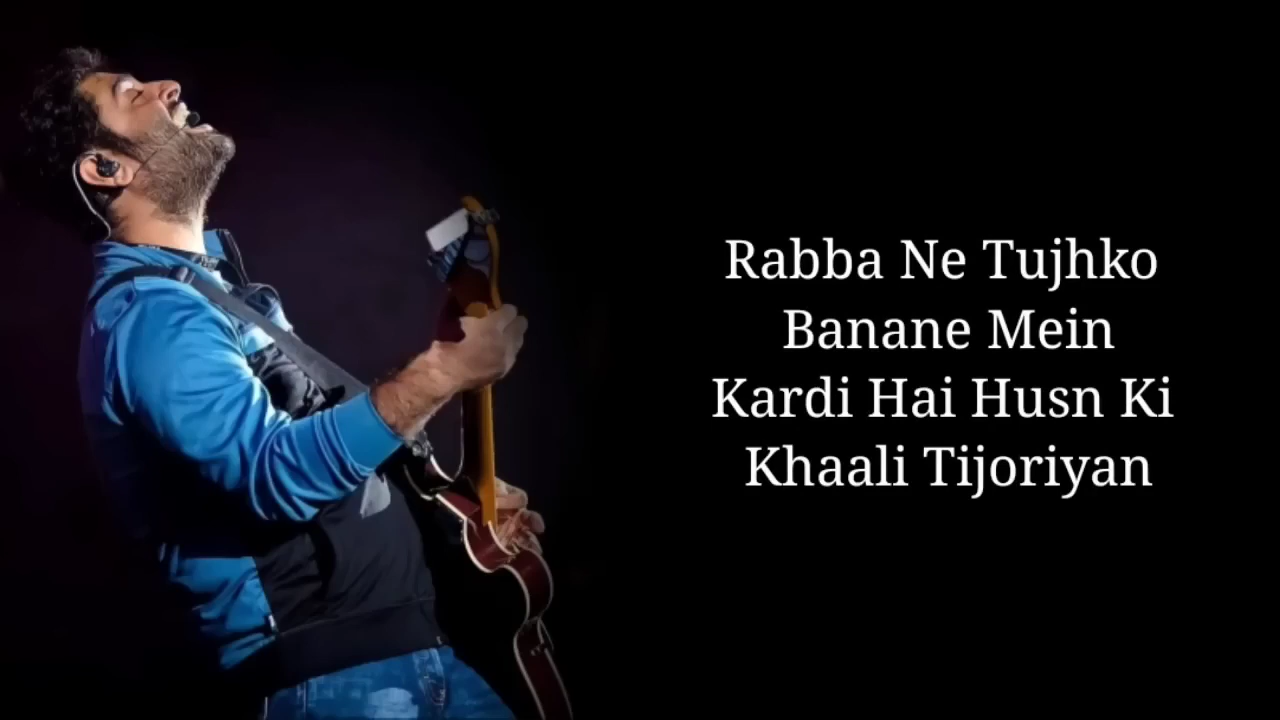 Rabba Ne Tujhko
Banane Mein
Kardi Hai Husn Ki
Khaali Tijoriyan